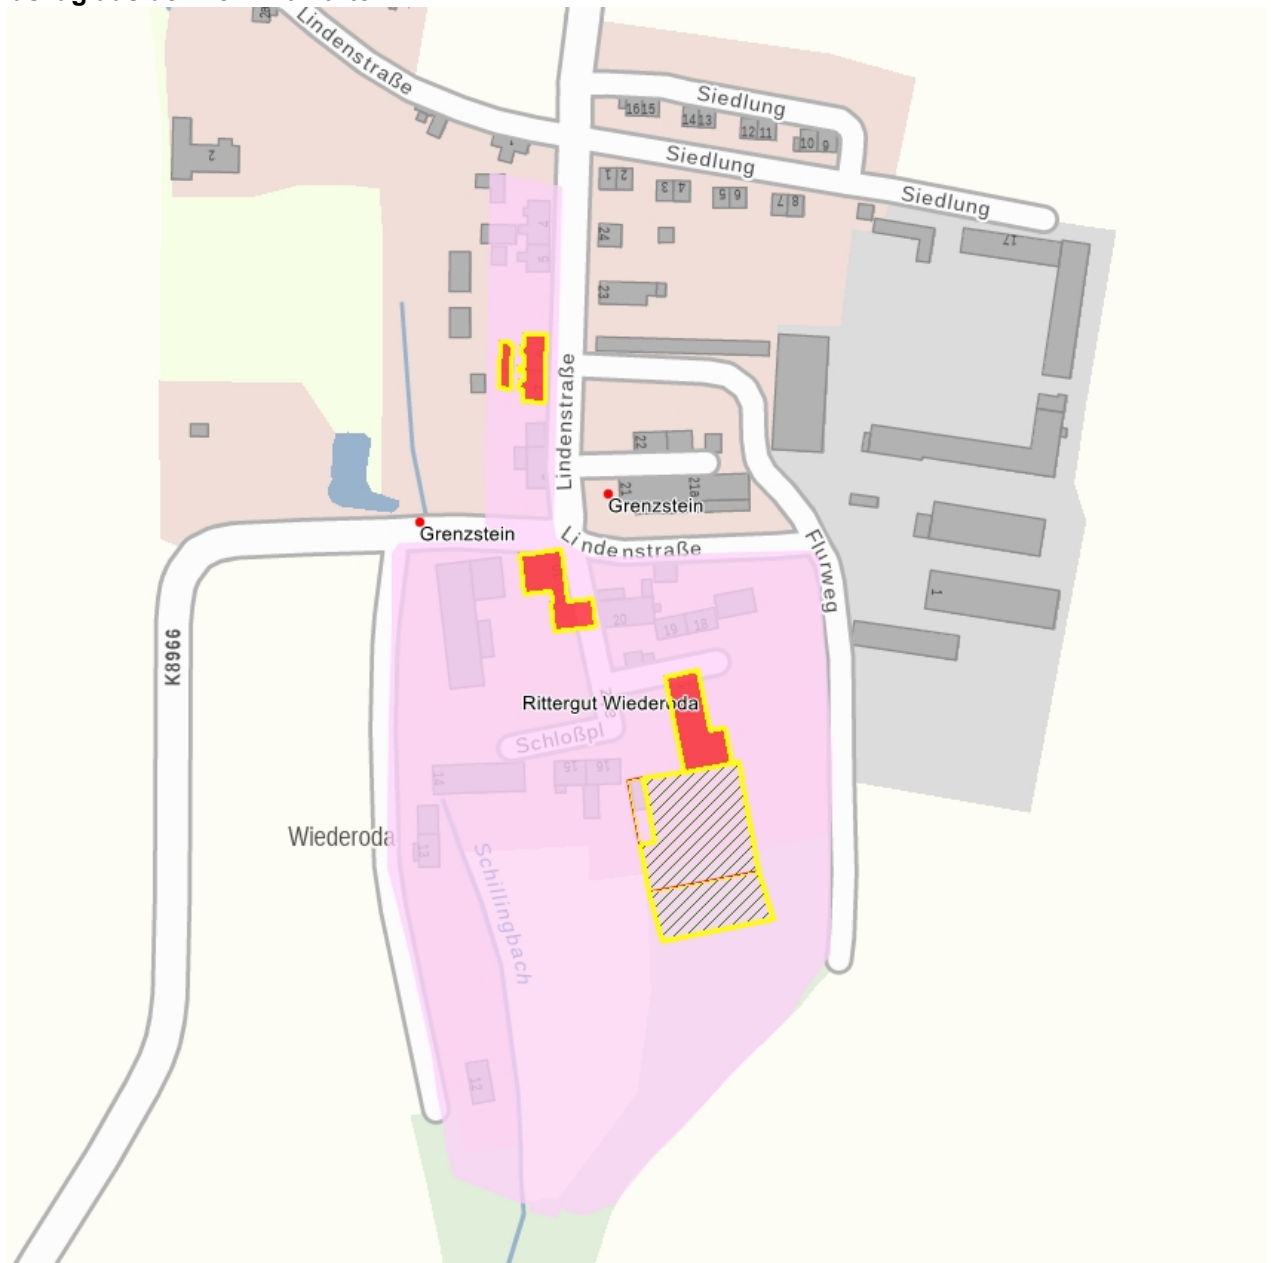 Lindenstraße
Siedlung
16 15
14 13
12 11
10 9
2
Siedlung
1 2
3 4
5 6
7 8
Siedlung
17
24
4
5
23
Lindenstraße
22
21
21a
Grenzstein
Grenzstein
Lindenstraße
Flurweg
1
20
19 18
K8966
Rittergut Wiederoda
Schloßpl
15 16
14
Wiederoda
13
Schillingbach
12